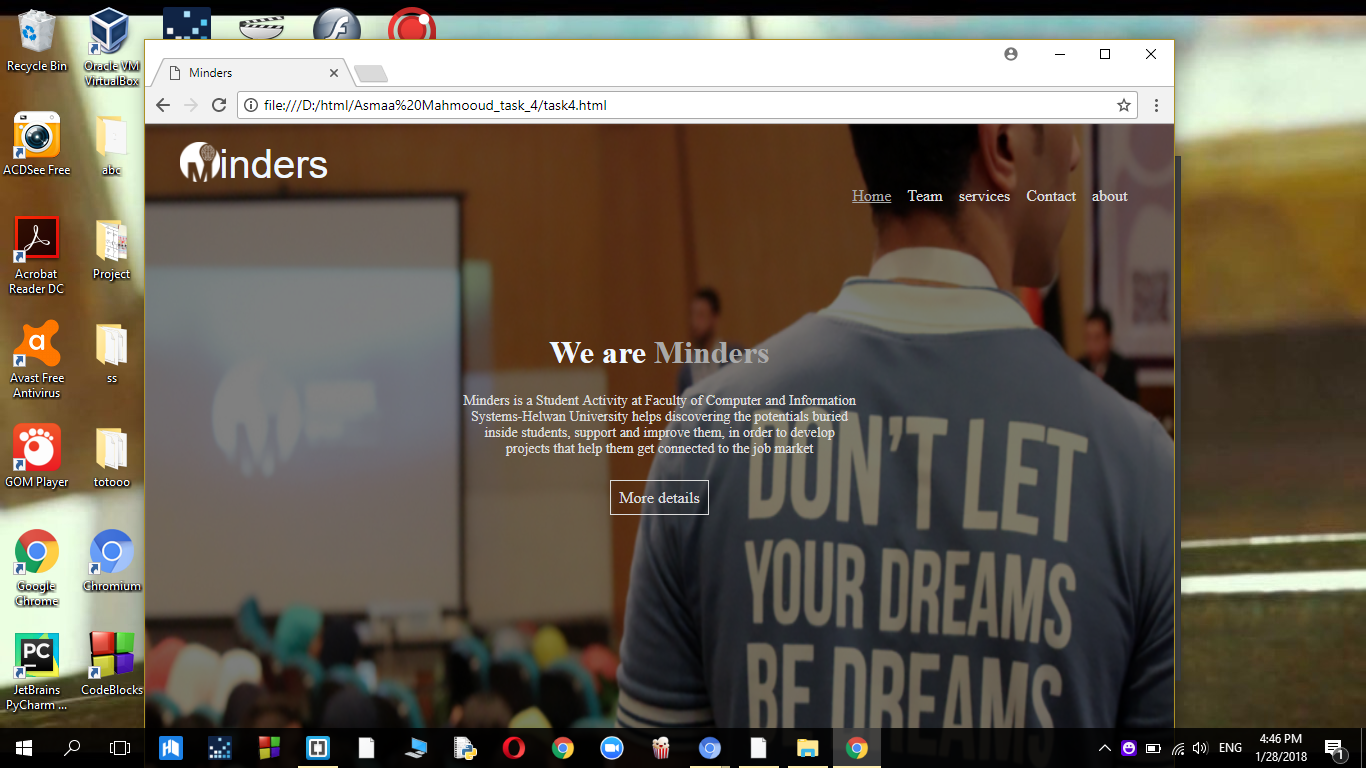 Recycle Bin
Oracle VM
VirtualBox
ACDSee Free
abc
Acrobat
Reader DC
Project
Avast Free
Antivirus
ss
GOM Player
totooo
Google
Chrome
Chromium
PC
JetBrains
PyCharm ...
CodeBlocks
Minders
file:///D:/html/Asmaa%20Mahmooud_task_4/task4.html
Minders
Home Team services Contact about
We are Minders
Minders is a Student Activity at Faculty of Computer and Information
Systems-Helwan University helps discovering the potentials buried
inside students, support and improve them, in order to develop
projects that help them get connected to the job market
More details
DON'T LET
YOUR DREAMS
BE DREAMS
ENG
4:46 PM
1/28/2018
1